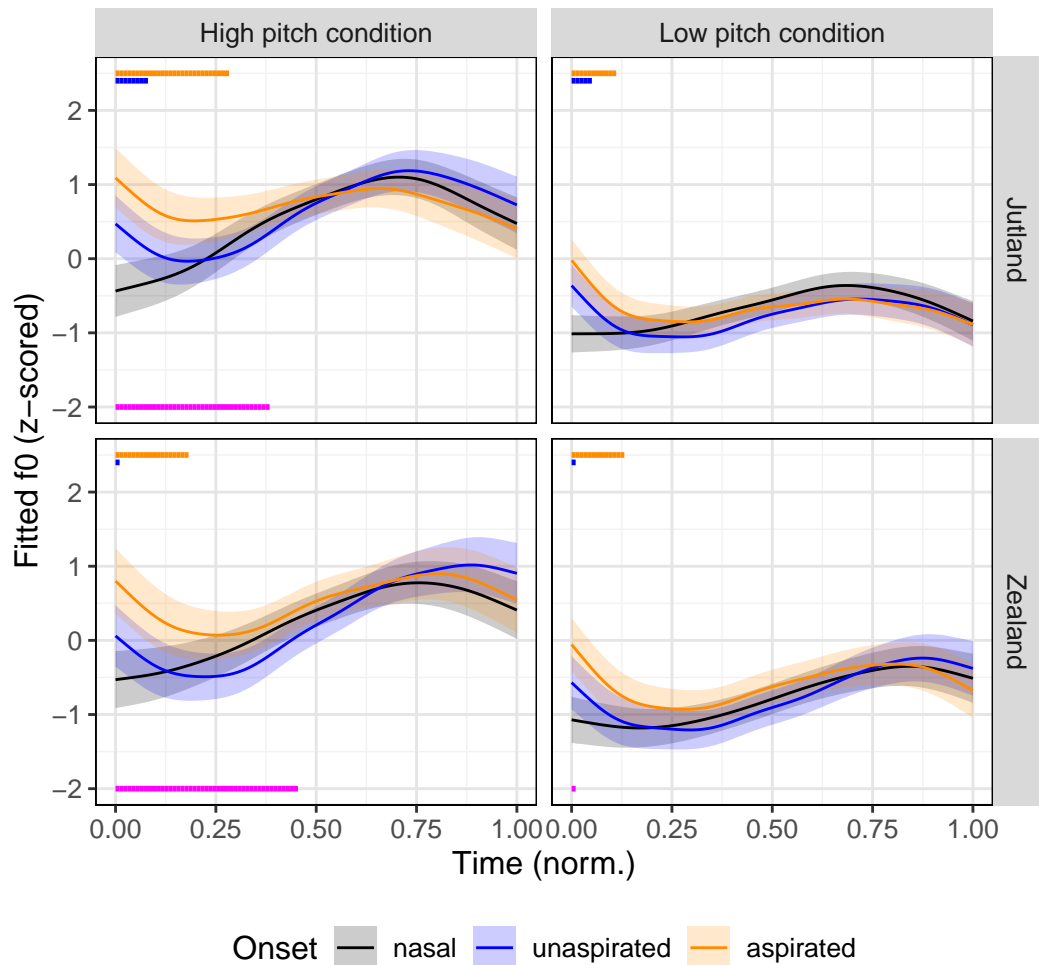 High pitch condition
Low pitch condition
2
1
0
−1
−2
Jutland
2
1
0
−1
−2
Zealand
Fitted f0 (z−scored)
0.00 0.25 0.50 0.75 1.00
0.00 0.25 0.50 0.75 1.00
Time (norm.)
Onset nasal unaspirated aspirated